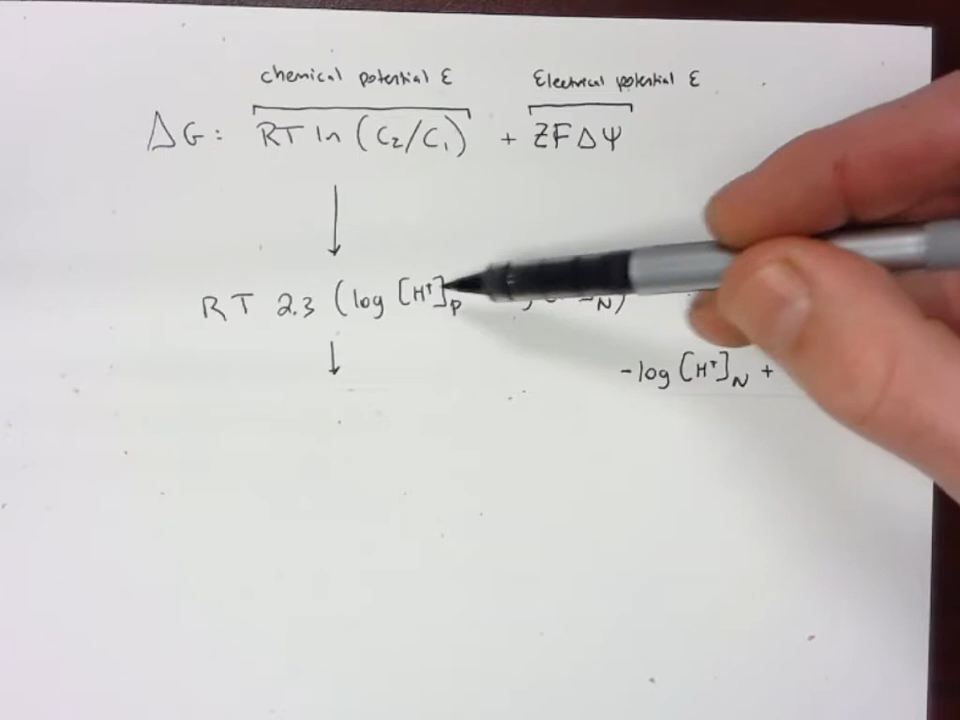 chemical potential ε Electrical potential ε
ΔG: RT ln (C₂/C₁) + ZFΔΨ
RT 2.3 (log [H⁺]ₚ N)
-log [H⁺]N +